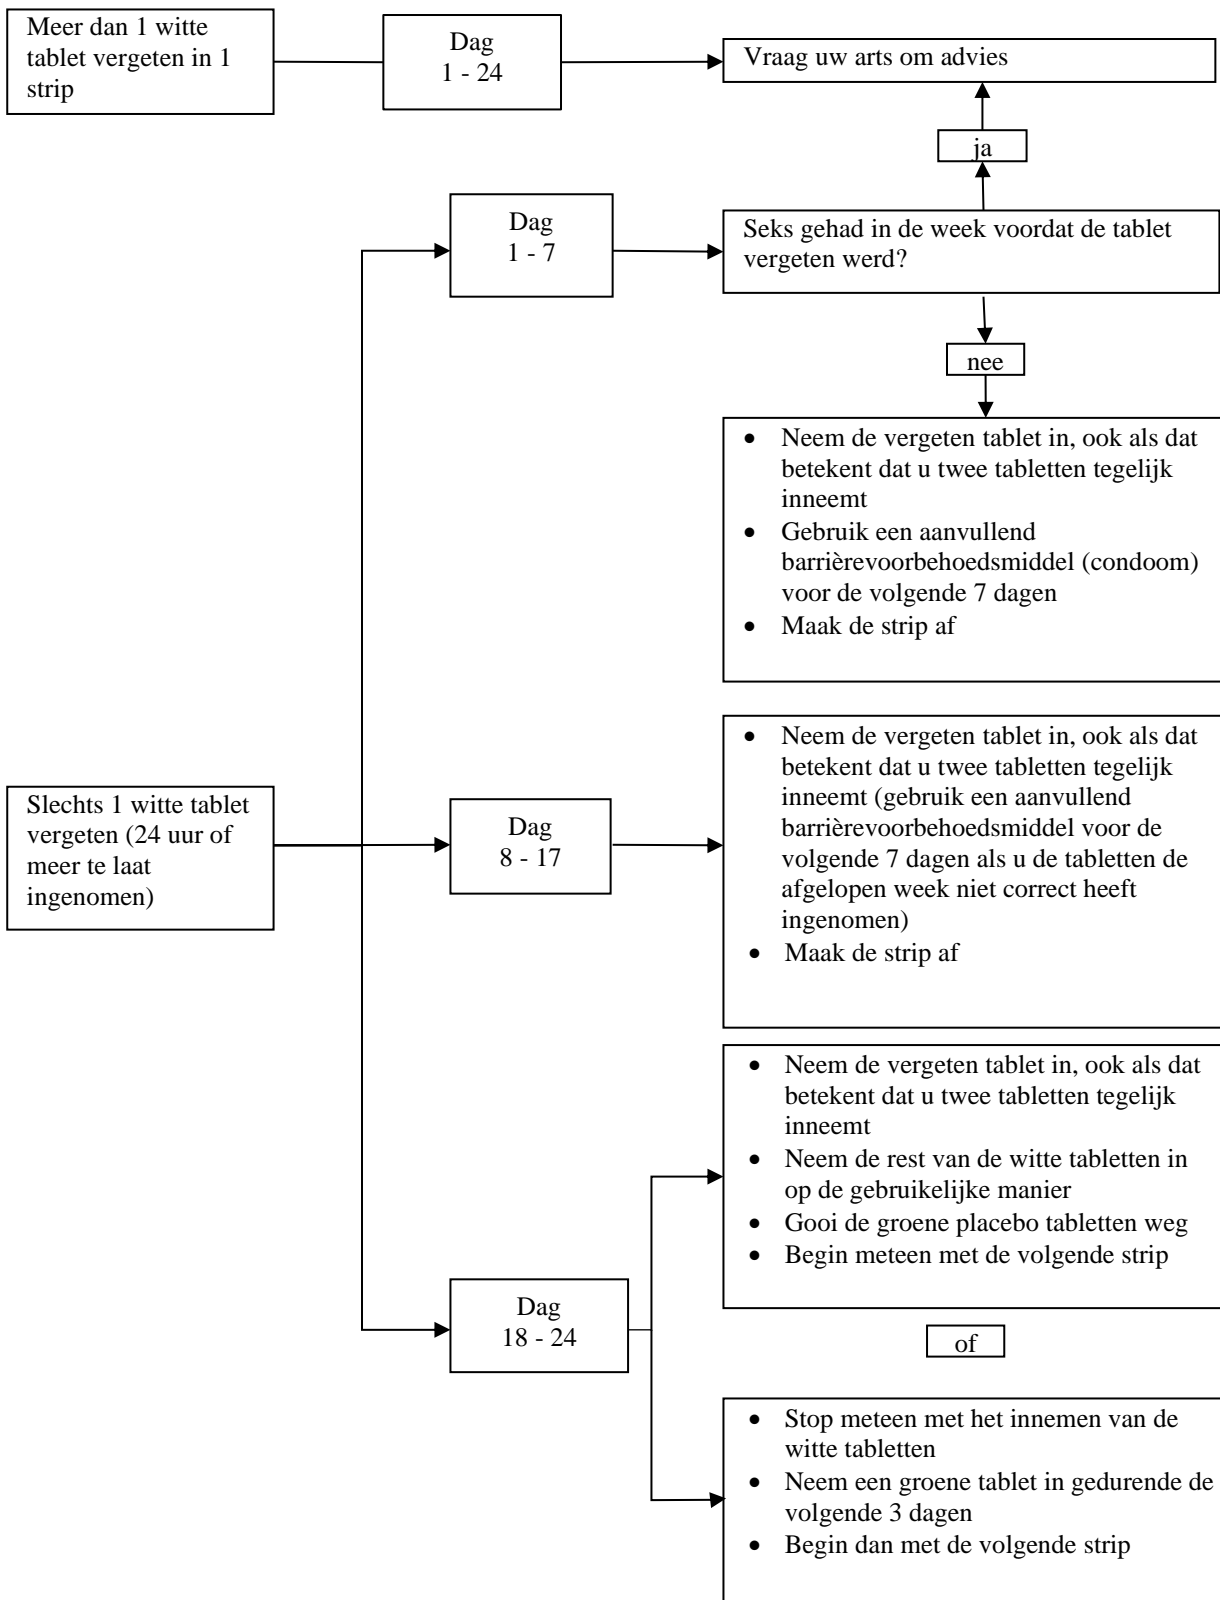 Meer dan 1 witte
tablet vergeten in 1
strip
Dag
1 - 24
Vraag uw arts om advies
ja
Dag
1 - 7
Seks gehad in de week voordat de tablet
vergeten werd?
nee
• Neem de vergeten tablet in, ook als dat
betekent dat u twee tabletten tegelijk
inneemt
• Gebruik een aanvullend
barrièrevoorbehoedsmiddel (condoom)
voor de volgende 7 dagen
• Maak de strip af
Slechts 1 witte tablet
vergeten (24 uur of
meer te laat
ingenomen)
Dag
8 - 17
• Neem de vergeten tablet in, ook als dat
betekent dat u twee tabletten tegelijk
inneemt (gebruik een aanvullend
barrièrevoorbehoedsmiddel voor de
volgende 7 dagen als u de tabletten de
afgelopen week niet correct heeft
ingenomen)
• Maak de strip af
Dag
18 - 24
• Neem de vergeten tablet in, ook als dat
betekent dat u twee tabletten tegelijk
inneemt
• Neem de rest van de witte tabletten in
op de gebruikelijke manier
• Gooi de groene placebo tabletten weg
• Begin meteen met de volgende strip
of
• Stop meteen met het innemen van de
witte tabletten
• Neem een groene tablet in gedurende de
volgende 3 dagen
• Begin dan met de volgende strip